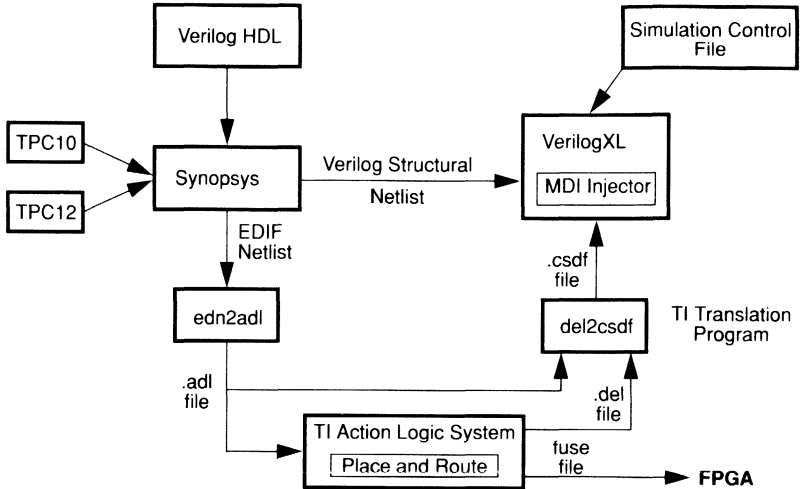 Verilog HDL
Simulation Control
File
TPC10
TPC12
Synopsys
Verilog Structural
Netlist
VerilogXL
MDI Injector
EDIF
Netlist
.csdf
file
edn2adl
del2csdf
TI Translation
Program
.adl
file
.del
file
TI Action Logic System
Place and Route
fuse
file
FPGA